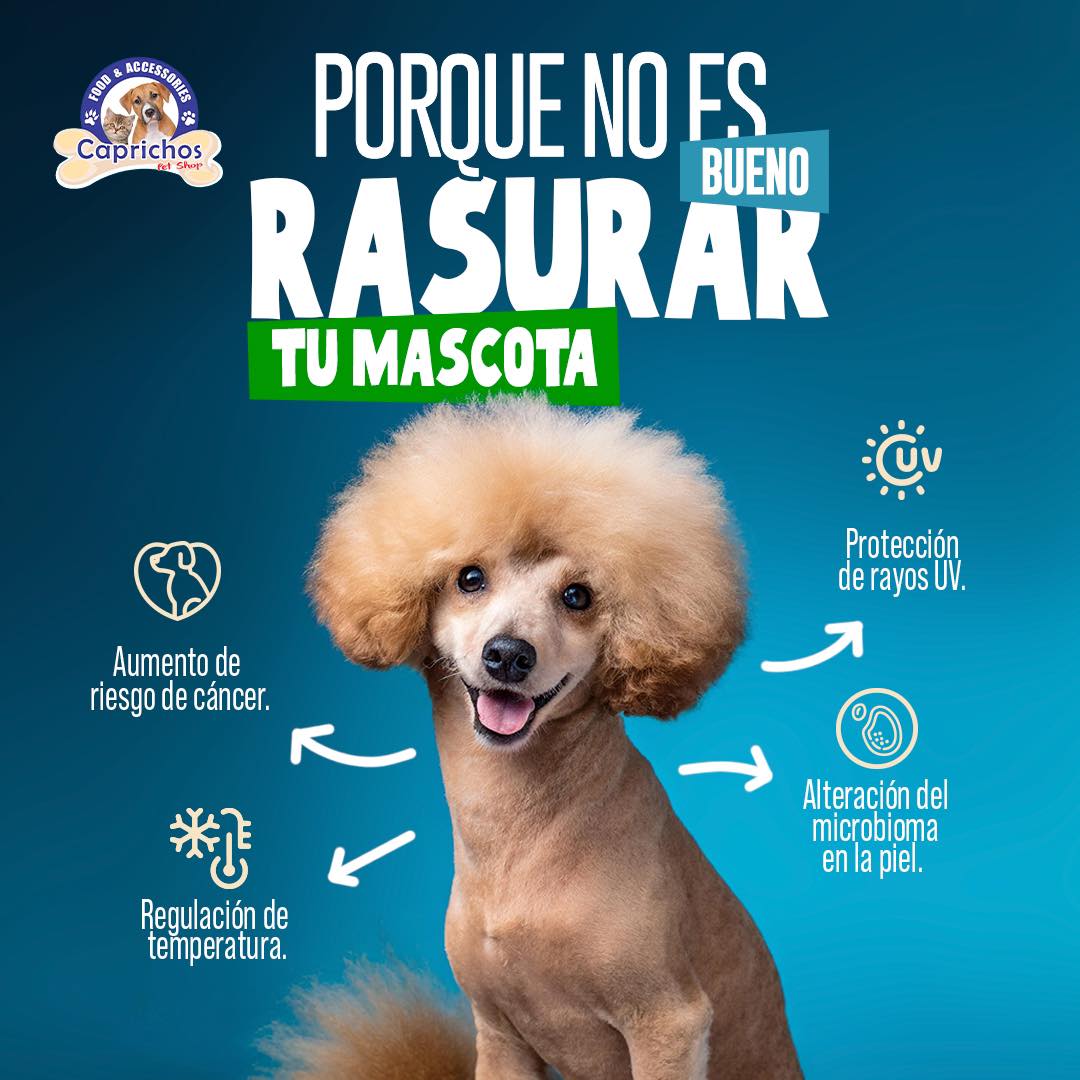 FOOD & ACCESSORIES
Caprichos
Pet Shop
PORQUE NO ES
BUENO
RASURAR
TU MASCOTA
UV
Protección
de rayos UV.
Aumento de
riesgo de cáncer.
Alteración del
microbioma
en la piel.
Regulación de
temperatura.